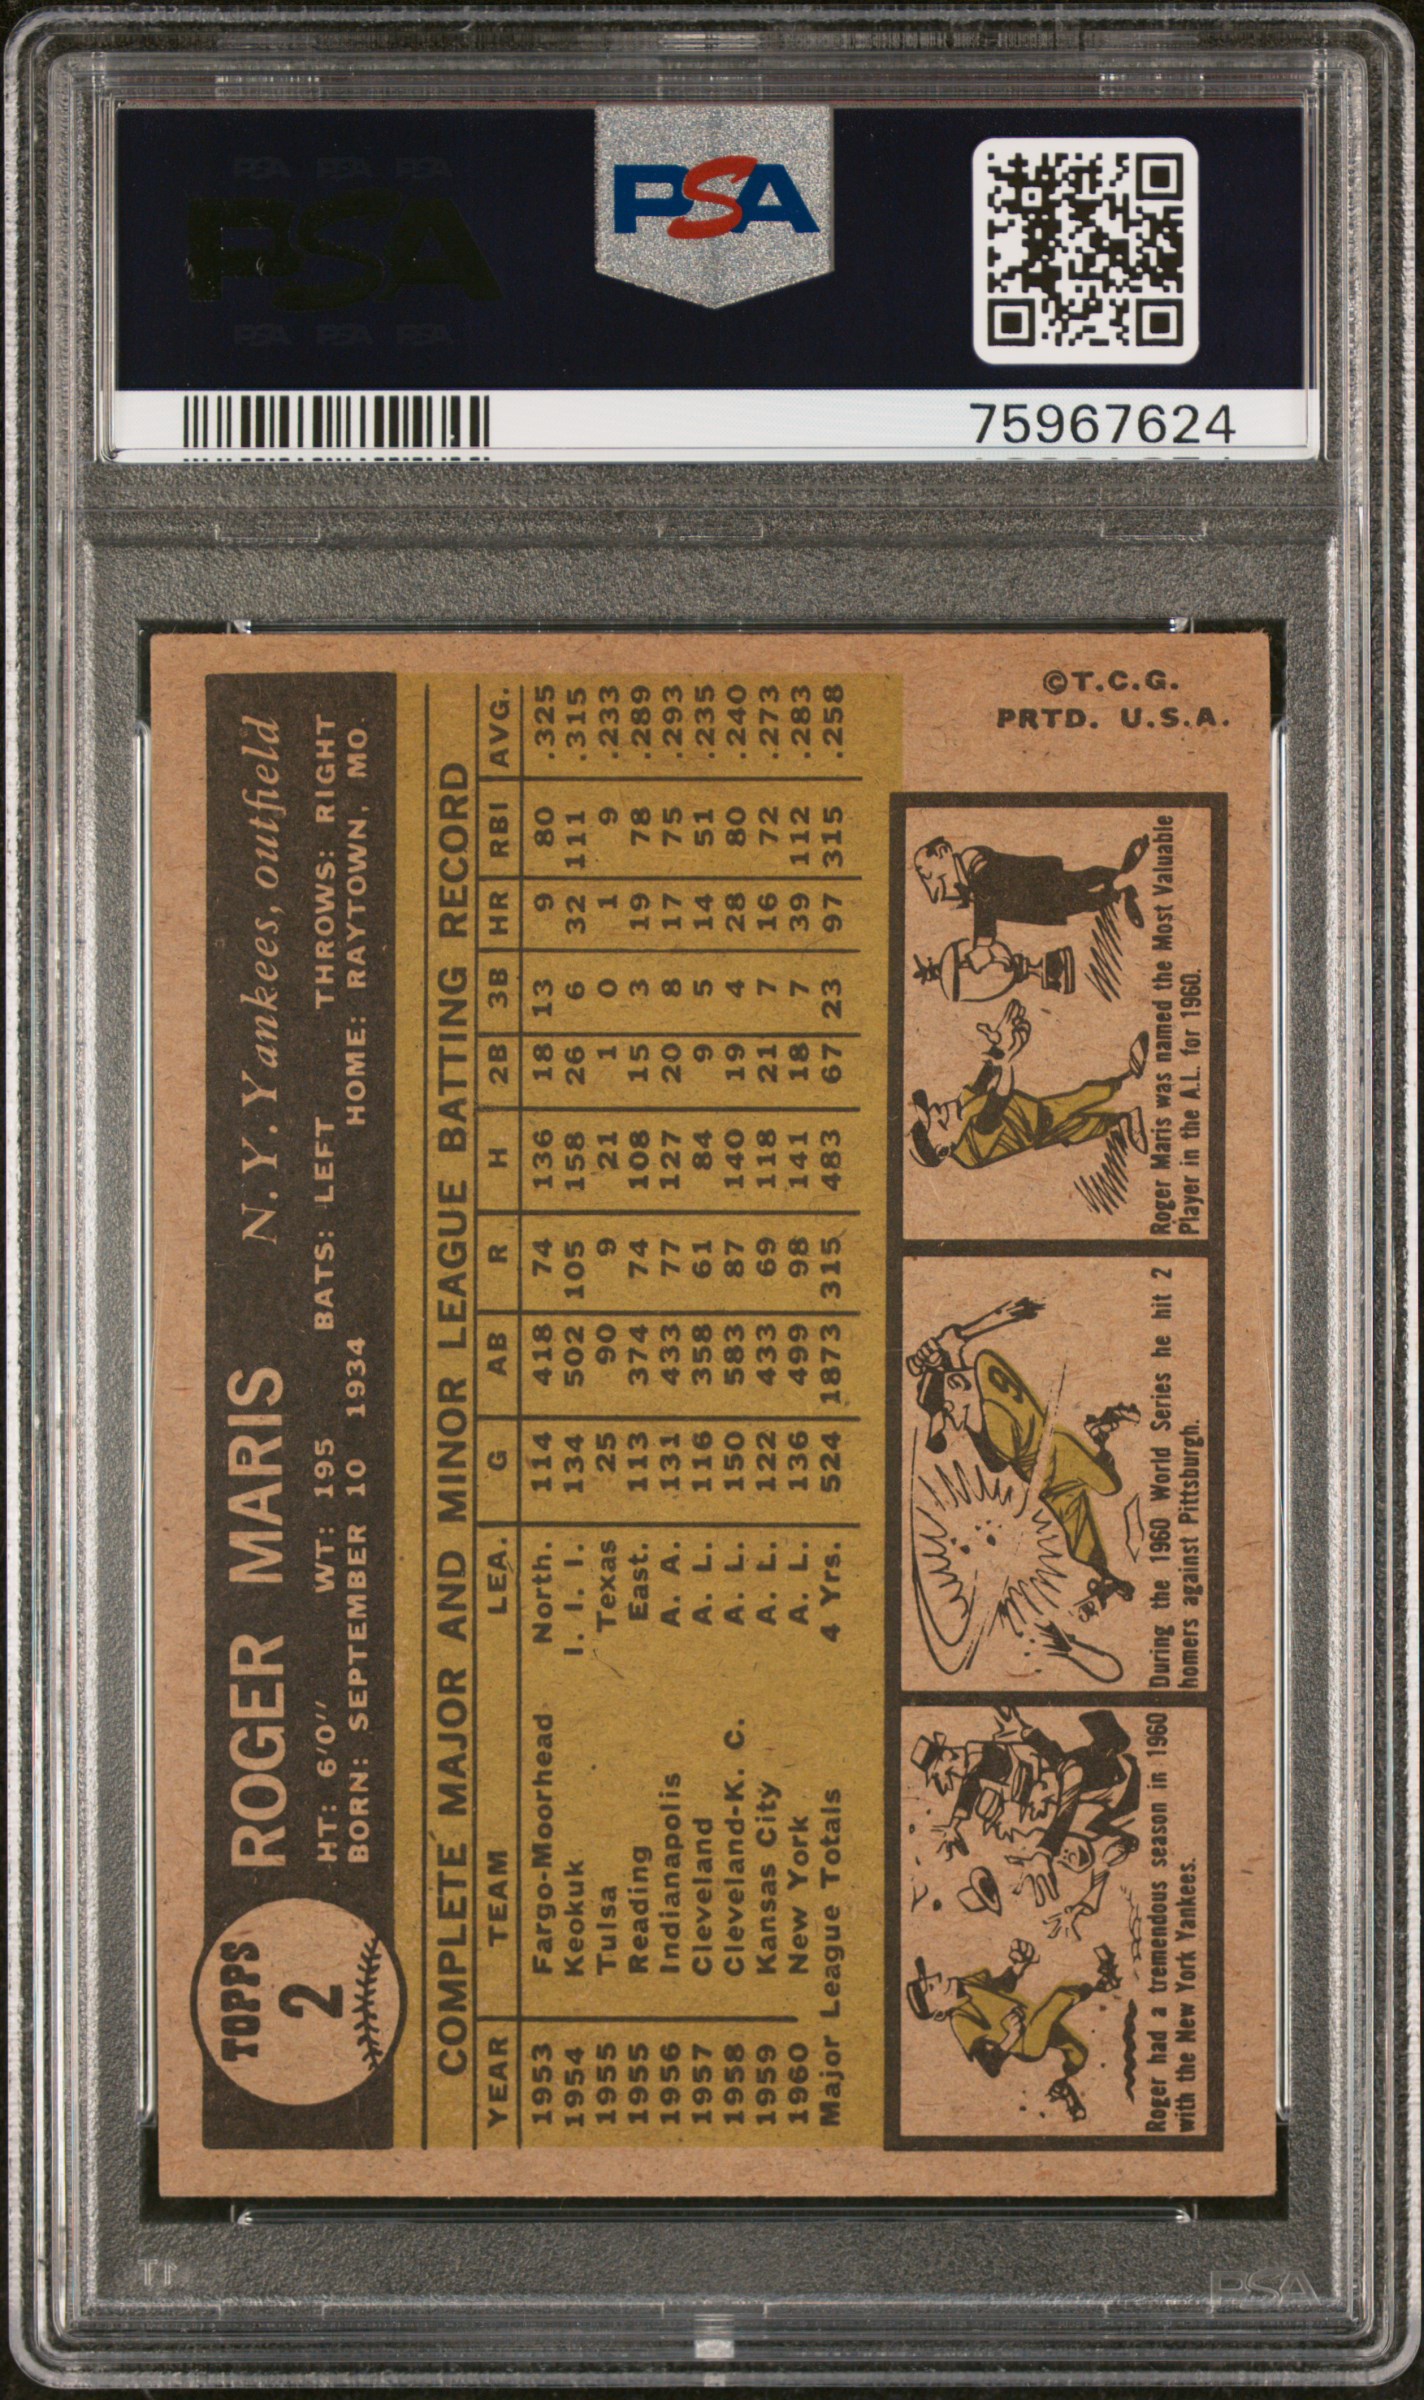 PSA PSA PSA
PSA
PSA PSA PSA
PSA
75967624
TOPPS
2
ROGER MARIS N. Y. Yankees, outfield
HT: 6'0'' WT: 195 BATS: LEFT THROWS: RIGHT
BORN: SEPTEMBER 10 1934 HOME: RAYTOWN, MO.
COMPLETE MAJOR AND MINOR LEAGUE BATTING RECORD
YEAR TEAM LEA. G AB R H 2B 3B HR RBI AVG.
1953 Fargo-Moorhead North. 114 418 74 136 18 13 9 80 .325
1954 Keokuk I. I. I. 134 502 105 158 26 6 32 111 .315
1955 Tulsa Texas 25 90 9 21 1 0 1 9 .233
1955 Reading East. 113 374 74 108 15 3 19 78 .289
1956 Indianapolis A. A. 131 433 77 127 20 8 17 75 .293
1957 Cleveland A. L. 116 358 61 84 9 5 14 51 .235
1958 Cleveland-K. C. A. L. 150 583 87 140 19 4 28 80 .240
1959 Kansas City A. L. 122 433 69 118 21 7 16 72 .273
1960 New York A. L. 136 499 98 141 18 7 39 112 .283
Major League Totals 4 Yrs. 524 1873 315 483 67 23 97 315 .258
Roger had a tremendous season in 1960
with the New York Yankees.
9
During the 1960 World Series he hit 2
homers against Pittsburgh.
Roger Maris was named the Most Valuable
Player in the A.L. for 1960.
©T.C.G.
PRTD. U.S.A.
PSA